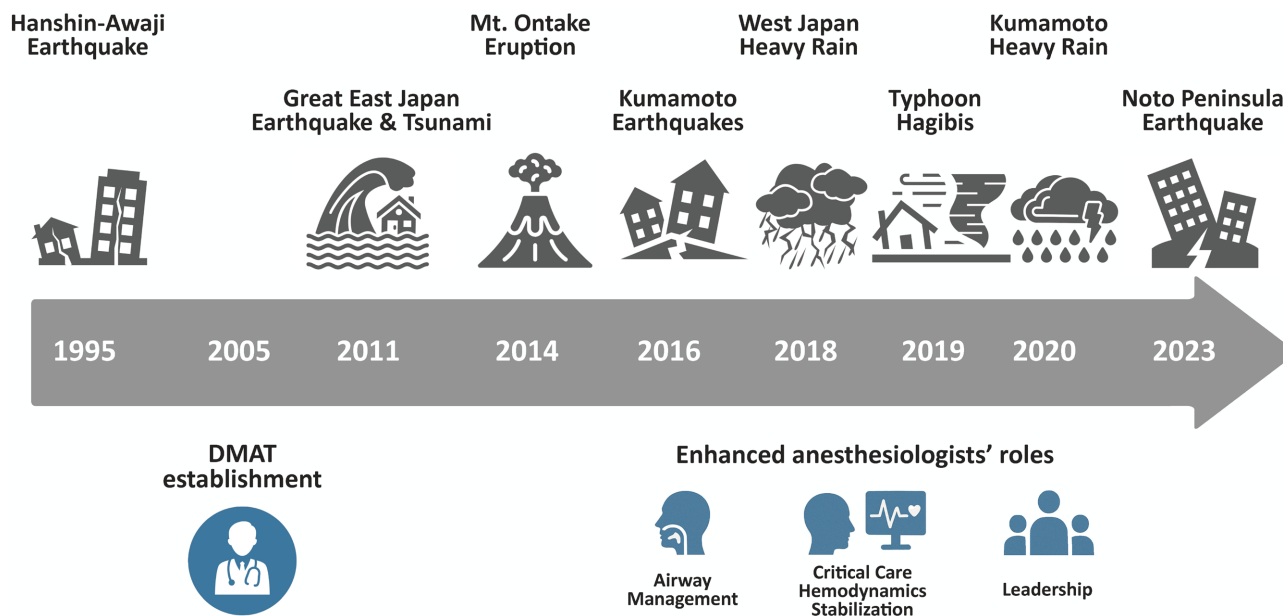 Hanshin-Awaji
Earthquake
Great East Japan
Earthquake & Tsunami
Mt. Ontake
Eruption
Kumamoto
Earthquakes
West Japan
Heavy Rain
Typhoon
Hagibis
Kumamoto
Heavy Rain
Noto Peninsula
Earthquake
1995
2005
2011
2014
2016
2018
2019
2020
2023
DMAT
establishment
Enhanced anesthesiologists’ roles
Airway
Management
Critical Care
Hemodynamics
Stabilization
Leadership